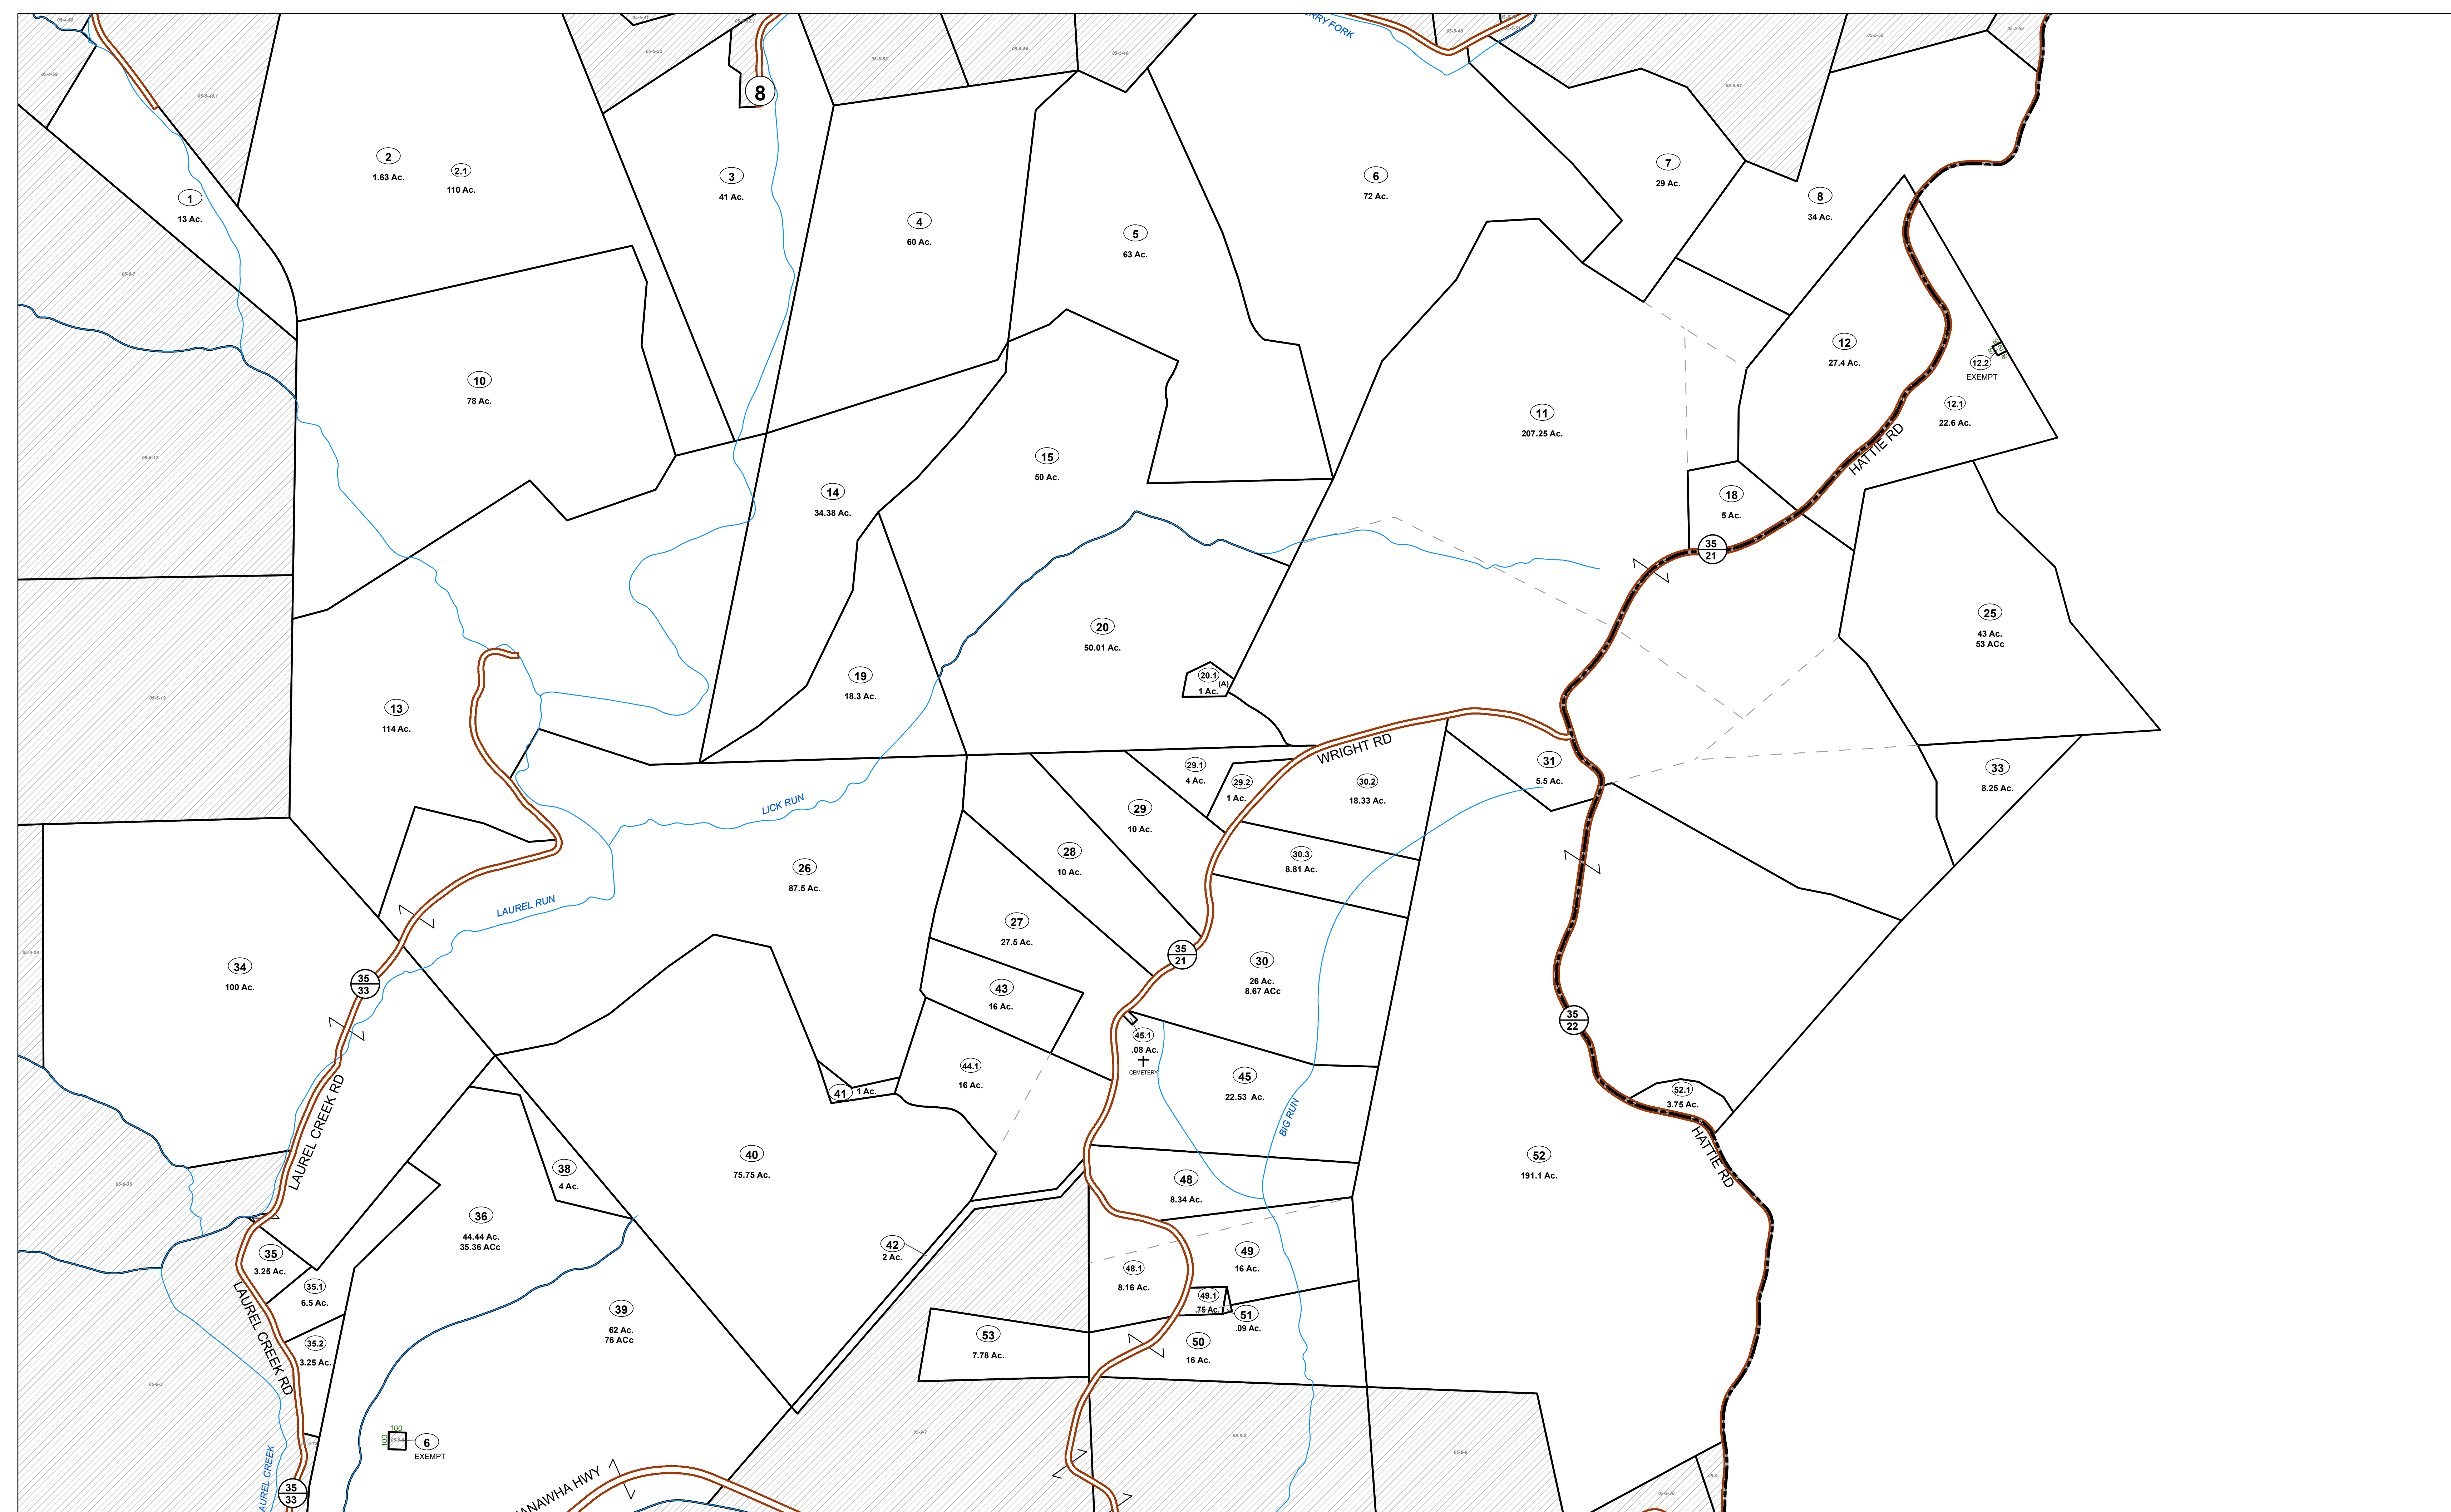 RRY FORK
8
2
1.63 Ac.
2.1
110 Ac.
1
13 Ac.
3
41 Ac.
4
60 Ac.
5
63 Ac.
6
72 Ac.
7
29 Ac.
8
34 Ac.
05-8-7
10
78 Ac.
11
207.25 Ac.
12
27.4 Ac.
12.2
EXEMPT
12.1
22.6 Ac.
HATTIE RD
14
34.38 Ac.
15
50 Ac.
18
5 Ac.
35
21
13
114 Ac.
19
18.3 Ac.
20
50.01 Ac.
20.1
(A)
1 Ac.
25
43 Ac.
53 ACc
WRIGHT RD
31
5.5 Ac.
33
8.25 Ac.
LICK RUN
29.1
4 Ac.
29.2
1 Ac.
30.2
18.33 Ac.
29
10 Ac.
28
10 Ac.
30.3
8.81 Ac.
26
87.5 Ac.
LAUREL RUN
27
27.5 Ac.
35
21
30
26 Ac.
8.67 ACc
34
100 Ac.
35
33
43
16 Ac.
35
22
45.1
.08 Ac.
CEMETERY
44.1
16 Ac.
45
22.53 Ac.
41
1 Ac.
BIG RUN
52.1
3.75 Ac.
HATTIE RD
LAUREL CREEK RD
38
4 Ac.
40
75.75 Ac.
48
8.34 Ac.
52
191.1 Ac.
36
44.44 Ac.
35.36 ACc
42
2 Ac.
35
3.25 Ac.
35.1
6.5 Ac.
48.1
8.16 Ac.
49
16 Ac.
49.1
.75 Ac.
51
.09 Ac.
39
62 Ac.
76 ACc
35.2
3.25 Ac.
LAUREL CREEK RD
53
7.78 Ac.
50
16 Ac.
100
100
6
EXEMPT
05-9-7
AUREL CREEK
35
33
ANAWHA HWY